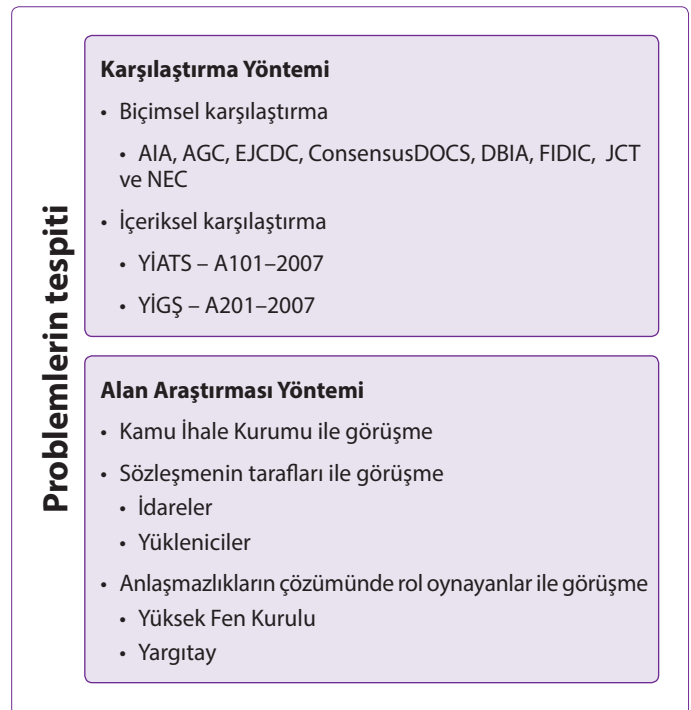 Problemlerin tespiti
Karşılaştırma Yöntemi
• Biçimsel karşılaştırma
• AIA, AGC, EJCDC, ConsensusDOCS, DBIA, FIDIC, JCT
ve NEC
• İçeriksel karşılaştırma
• YİATS – A101–2007
• YİGŞ – A201–2007
Alan Araştırması Yöntemi
• Kamu İhale Kurumu ile görüşme
• Sözleşmenin tarafları ile görüşme
• İdareler
• Yükleniciler
• Anlaşmazlıkların çözümünde rol oynayanlar ile görüşme
• Yüksek Fen Kurulu
• Yargıtay